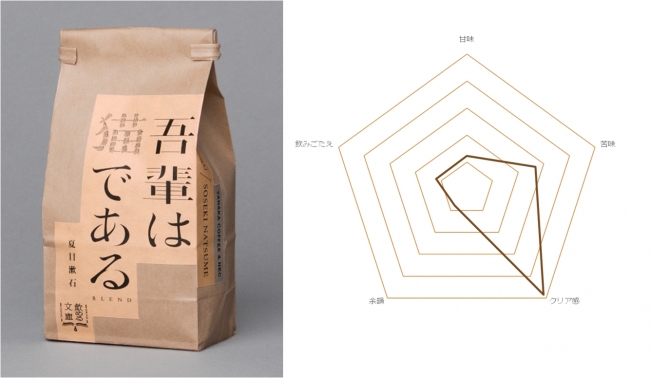 吾輩は
猫
である
BLEND
夏目漱石
飲める
文庫
SOSEKI NATSUME
甘味
苦味
クリア感
余韻
飲みごたえ